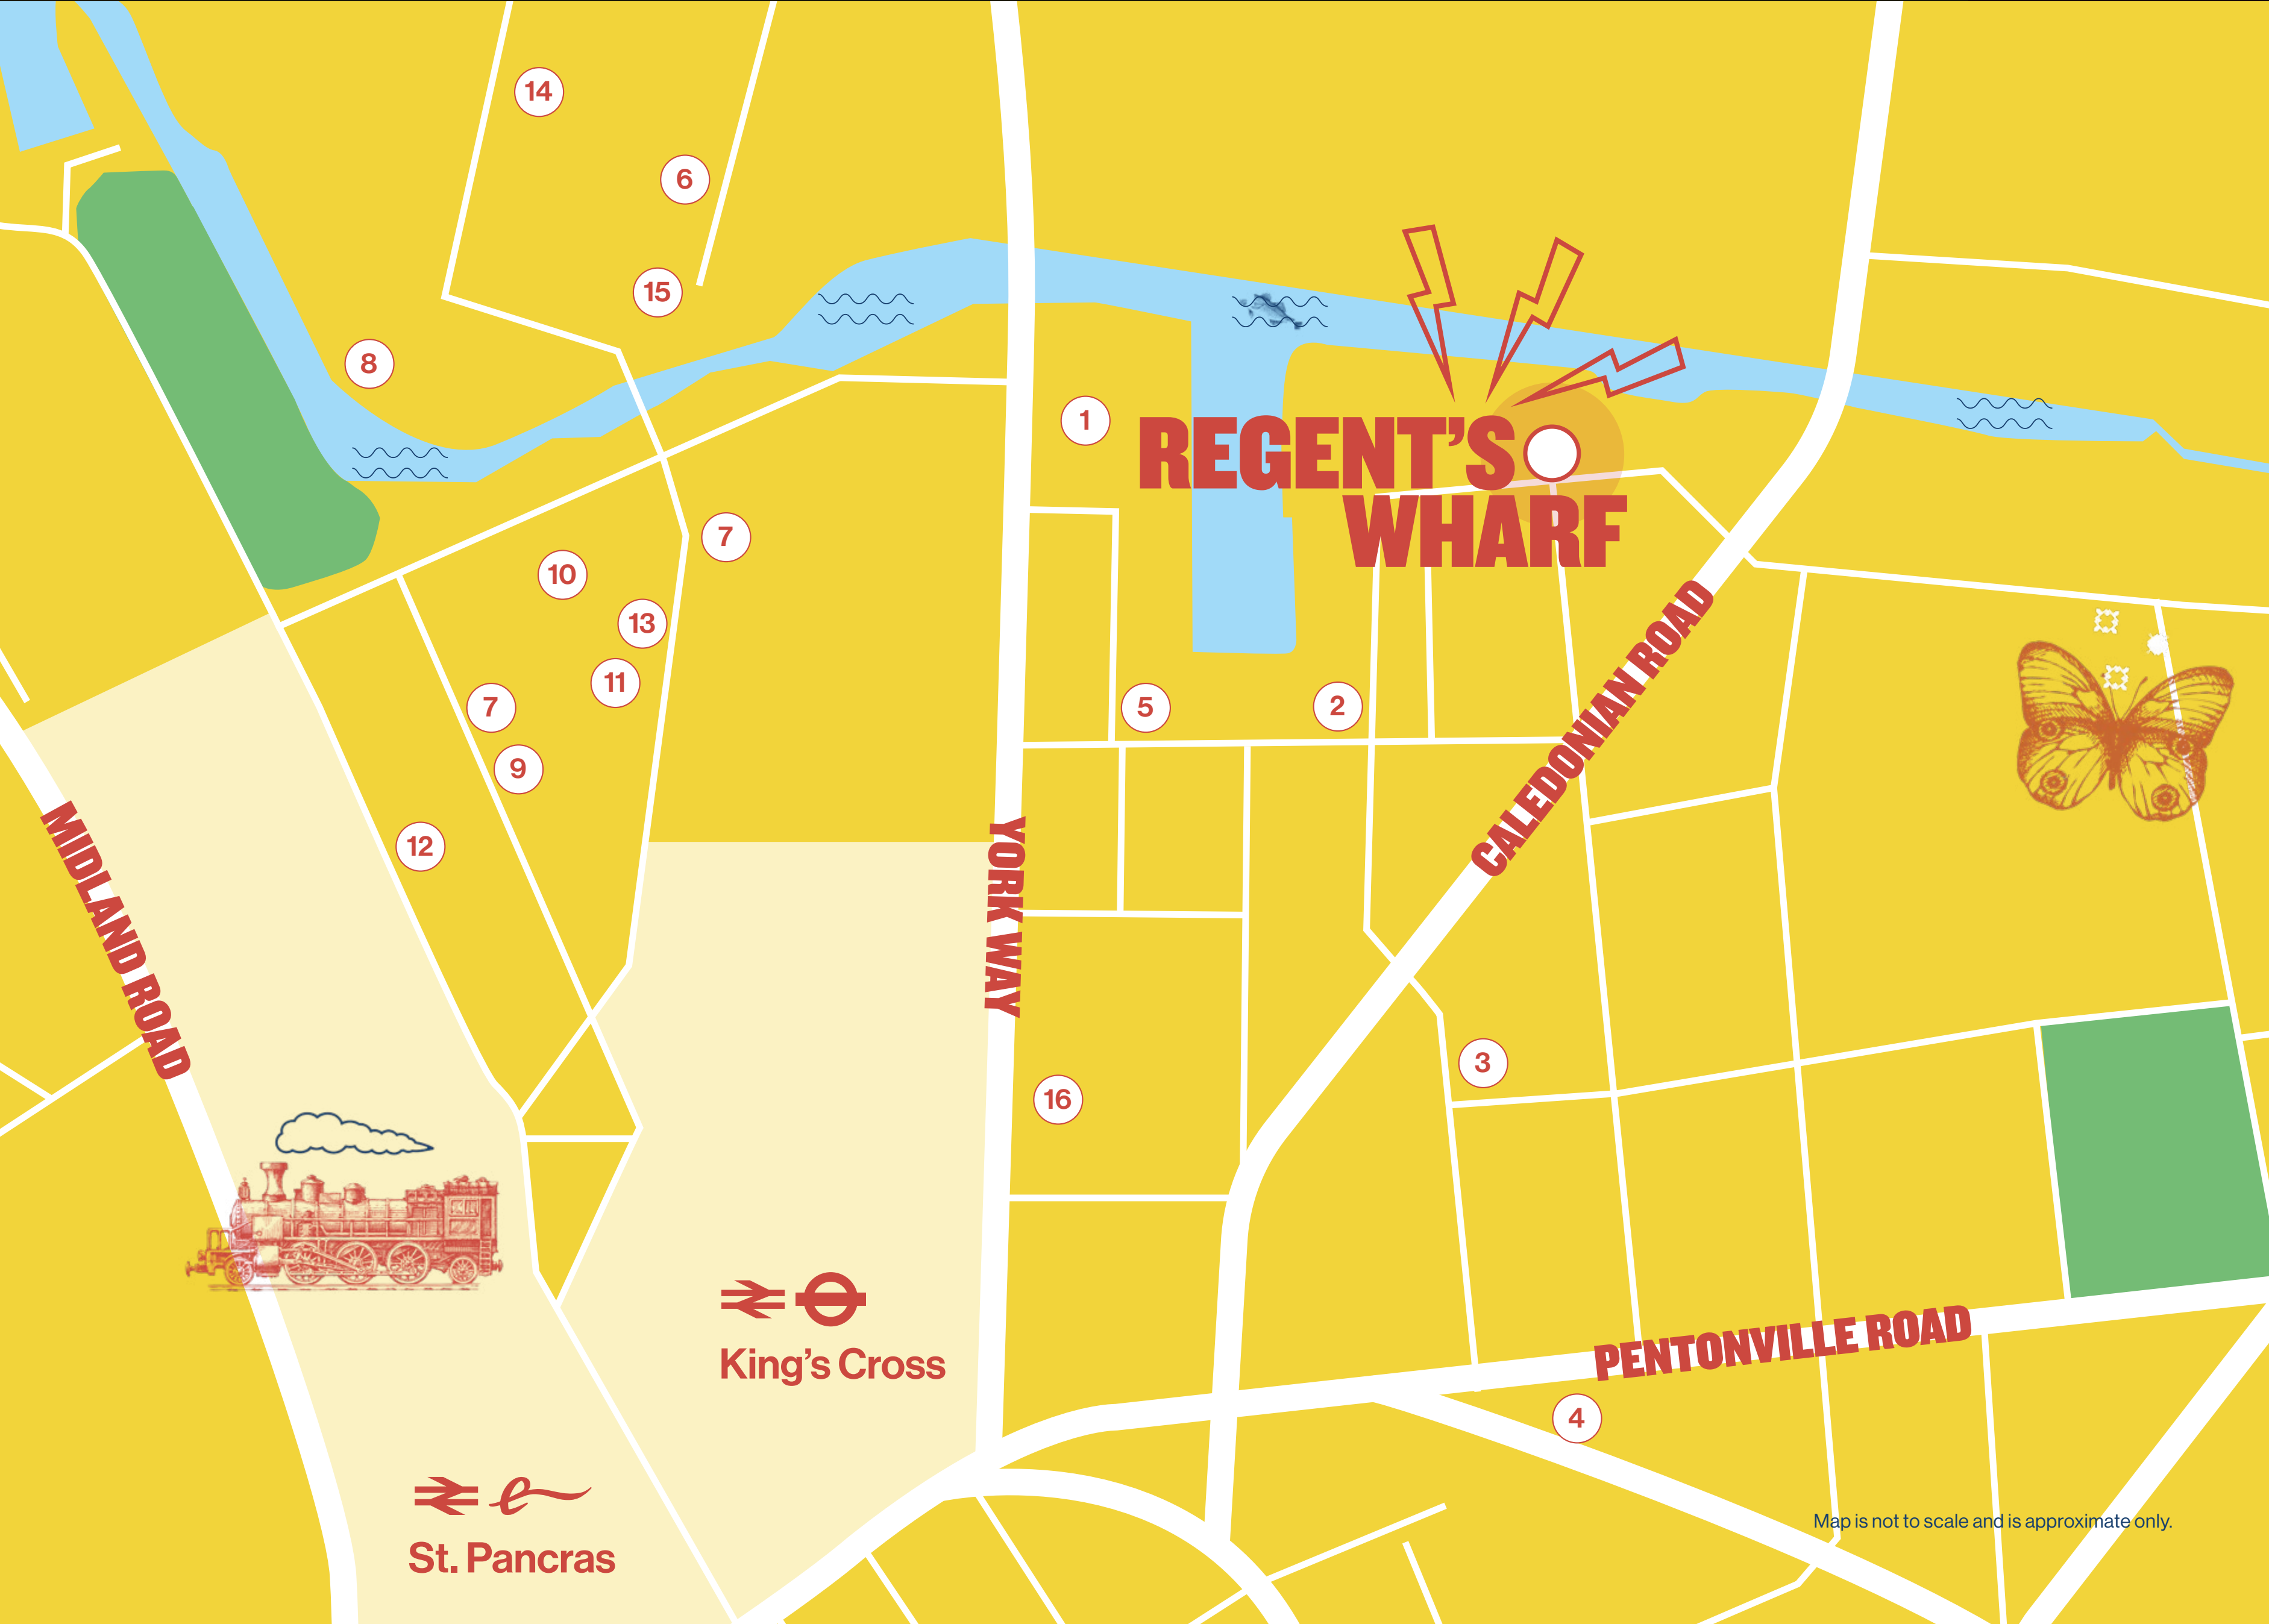 14
6
15
8
1
REGENT’S
WHARF
7
10
13
11
7
5
2
9
12
CALEDONIAN ROAD
MIDLAND ROAD
YORK WAY
3
16
King’s Cross
PENTONVILLE ROAD
4
St. Pancras
Map is not to scale and is approximate only.